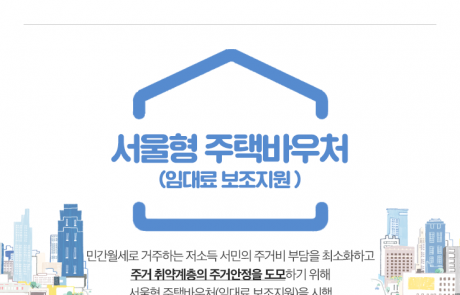 서울형 주택바우처
(임대료 보조지원)
민간월세로 거주하는 저소득 서민의 주거비 부담을 최소화하고
주거 취약계층의 주거안정을 도모하기 위해
서울형 주택바우처(임대료 보조지원)을 시행